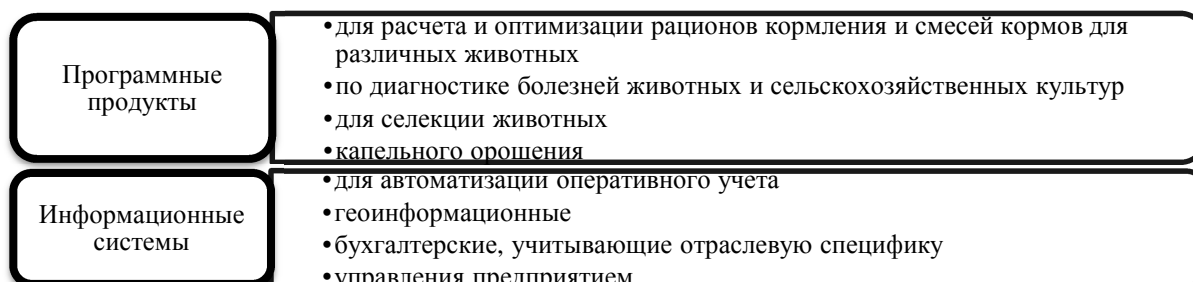 Программные
продукты
•для расчета и оптимизации рационов кормления и смесей кормов для
различных животных
•по диагностике болезней животных и сельскохозяйственных культур
•для селекции животных
•капельного орошения
Информационные
системы
•для автоматизации оперативного учета
•геоинформационные
•бухгалтерские, учитывающие отраслевую специфику
•управления предприятием